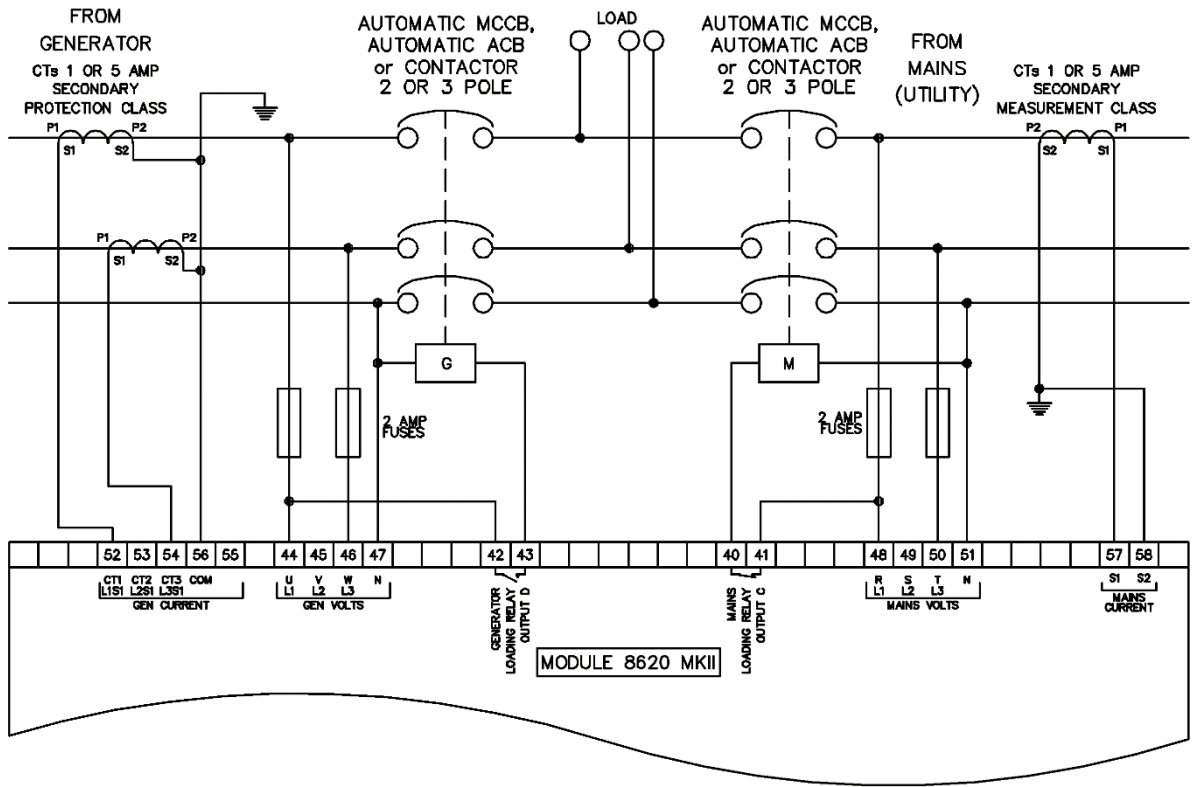 FROM
GENERATOR
CTs 1 OR 5 AMP
SECONDARY
PROTECTION CLASS
AUTOMATIC MCCB,
AUTOMATIC ACB
or CONTACTOR
2 OR 3 POLE
LOAD
AUTOMATIC MCCB,
AUTOMATIC ACB
or CONTACTOR
2 OR 3 POLE
FROM
MAINS
(UTILITY)
CTs 1 OR 5 AMP
SECONDARY
MEASUREMENT CLASS
P1 P2
S1 S2
P2 P1
S2 S1
P1 P2
S1 S2
G
M
2 AMP
FUSES
2 AMP
FUSES
52 53 54 56 55 44 45 46 47 42 43 40 41 48 49 50 51 57 58
CT1 CT2 CT3 COM
L1S1 L2S1 L3S1
GEN CURRENT
U V W N
L1 L2 L3
GEN VOLTS
GENERATOR
LOADING RELAY
OUTPUT D
MAINS
LOADING RELAY
OUTPUT C
R S T N
L1 L2 L3
MAINS VOLTS
S1 S2
MAINS
CURRENT
MODULE 8620 MKII